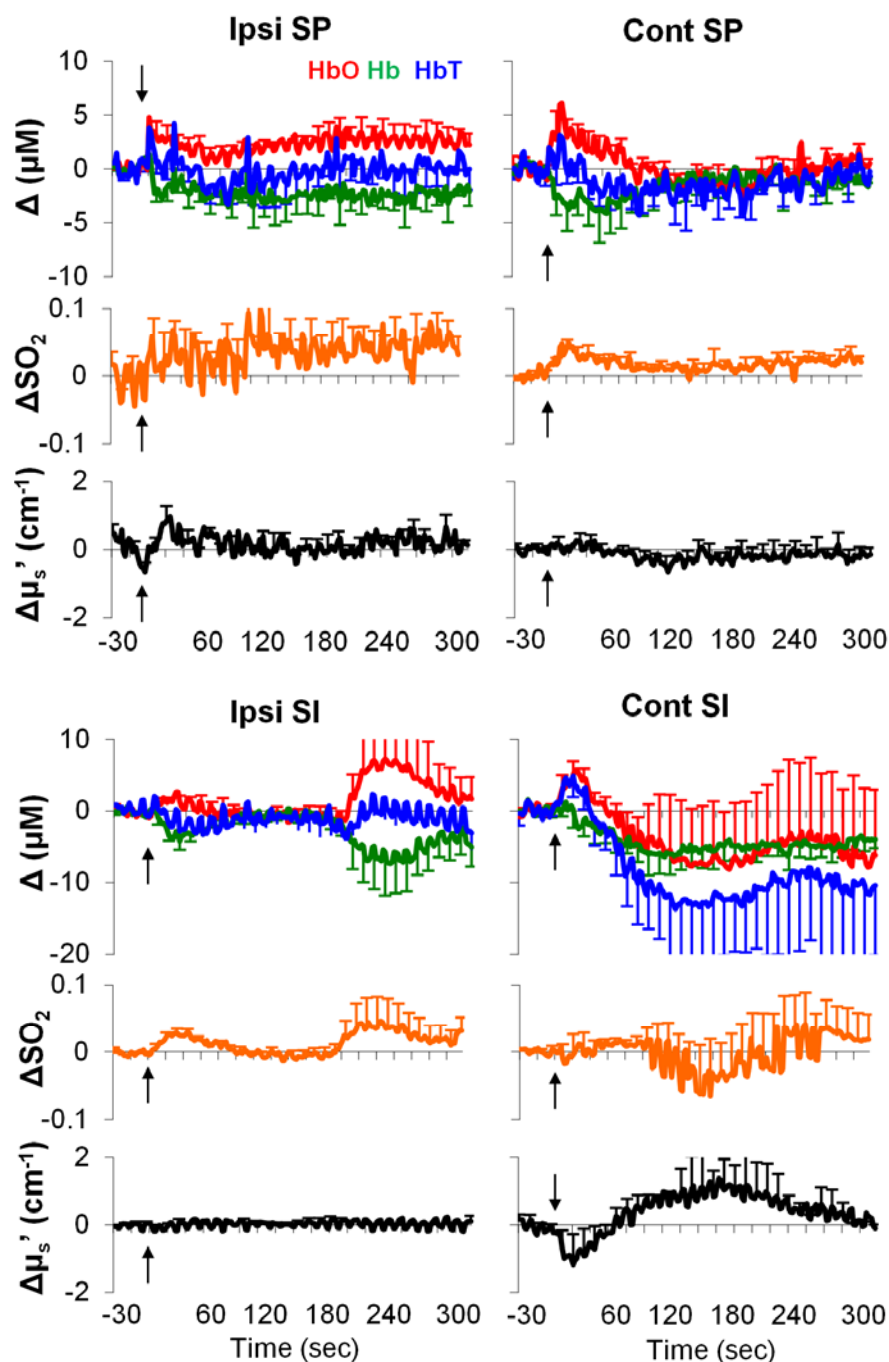 Ipsi SP
Cont SP
HbO Hb HbT
Δ (μM)
10
5
0
-5
-10
ΔSO2
0.1
0
-0.1
Δμs' (cm-1)
2
0
-2
-30 60 120 180 240 300
-30 60 120 180 240 300
Ipsi SI
Cont SI
Δ (μM)
10
0
-10
-20
ΔSO2
0.1
0
-0.1
Δμs' (cm-1)
2
0
-2
-30 60 120 180 240 300
-30 60 120 180 240 300
Time (sec)
Time (sec)